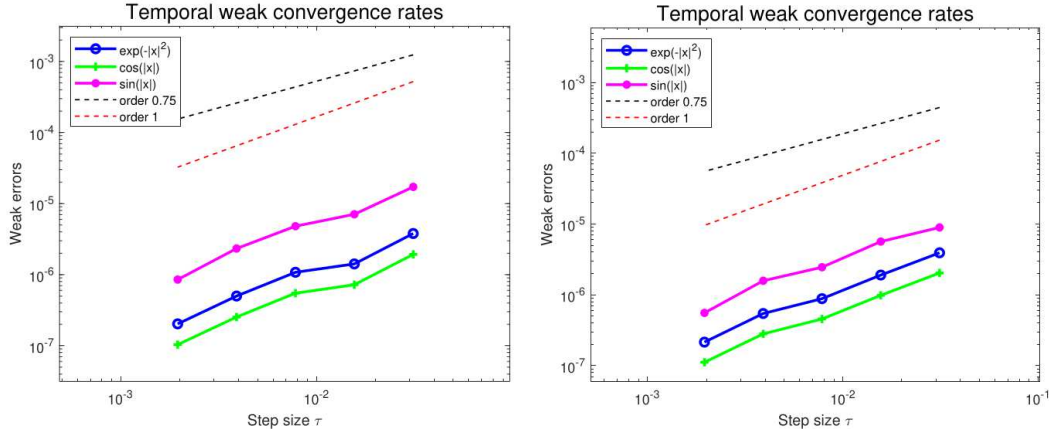 Temporal weak convergence rates
exp(-|x|²)
cos(|x|)
sin(|x|)
order 0.75
order 1
10⁻³
10⁻⁴
10⁻⁵
10⁻⁶
10⁻⁷
Weak errors
10⁻³
10⁻²
Step size τ
Temporal weak convergence rates
exp(-|x|²)
cos(|x|)
sin(|x|)
order 0.75
order 1
10⁻³
10⁻⁴
10⁻⁵
10⁻⁶
10⁻⁷
Weak errors
10⁻³
10⁻²
10⁻¹
Step size τ